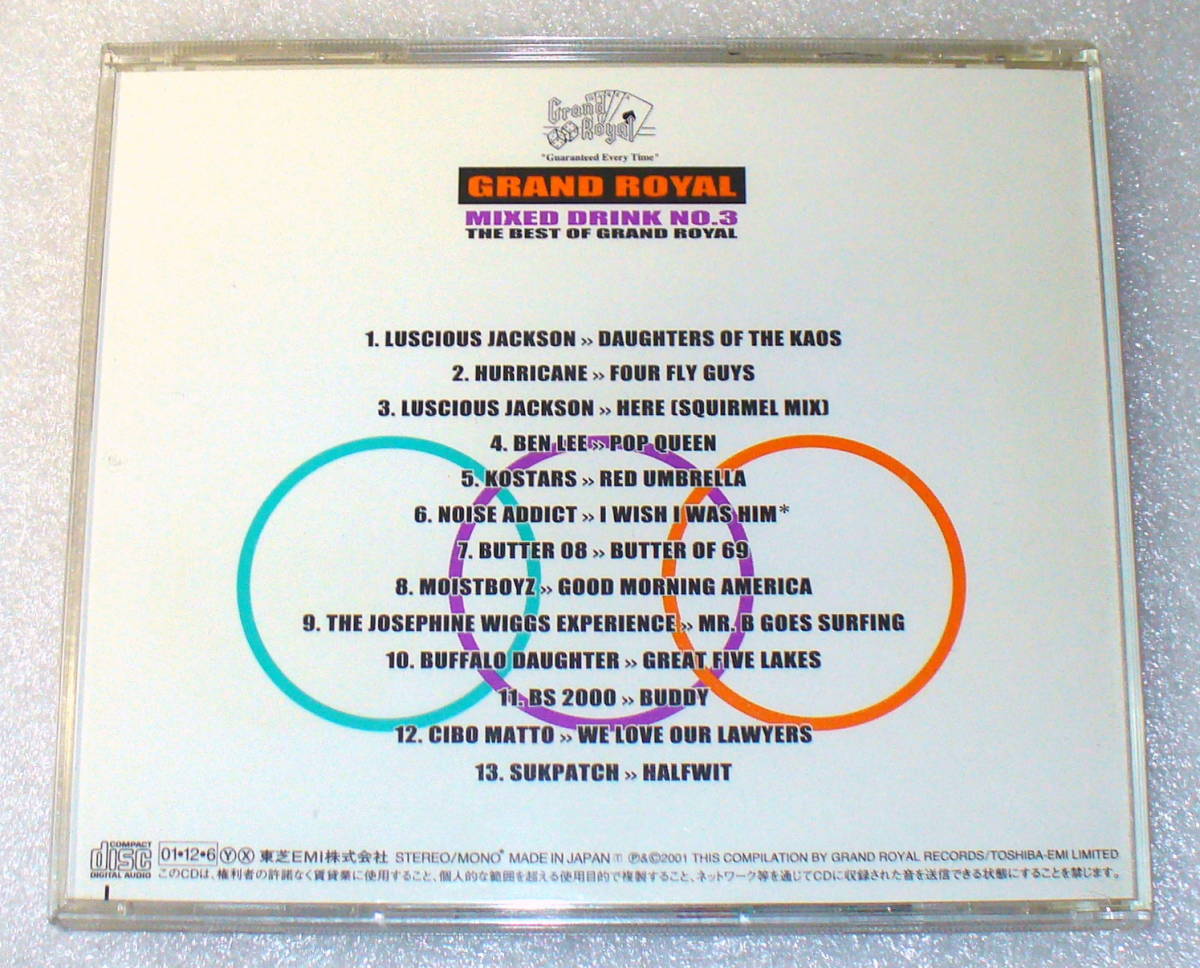 Grand
Royal
"Guaranteed Every Time"
GRAND ROYAL
MIXED DRINK NO.3
THE BEST OF GRAND ROYAL
1. LUSCIOUS JACKSON » DAUGHTERS OF THE KAOS
2. HURRICANE » FOUR FLY GUYS
3. LUSCIOUS JACKSON » HERE (SQUIRMEL MIX)
4. BEN LEE » POP QUEEN
5. KOSTARS » RED UMBRELLA
6. NOISE ADDICT » I WISH I WAS HIM*
7. BUTTER 08 » BUTTER OF 69
8. MOISTBOYZ » GOOD MORNING AMERICA
9. THE JOSEPHINE WIGGS EXPERIENCE » MR. B GOES SURFING
10. BUFFALO DAUGHTER » GREAT FIVE LAKES
11. BS 2000 » BUDDY
12. CIBO MATTO » WE LOVE OUR LAWYERS
13. SUKPATCH » HALFWIT
COMPACT disc DIGITAL AUDIO 01•12•6 Ⓨ Ⓧ 東芝EMI株式会社 STEREO/MONO* MADE IN JAPAN Ⓣ ℗&©2001 THIS COMPILATION BY GRAND ROYAL RECORDS/TOSHIBA-EMI LIMITED
このCDは、権利者の許諾なく賃貸業に使用すること、個人的な範囲を超える使用目的で複製すること、ネットワーク等を通じてCDに収録された音を送信できる状態にすることを禁じます。